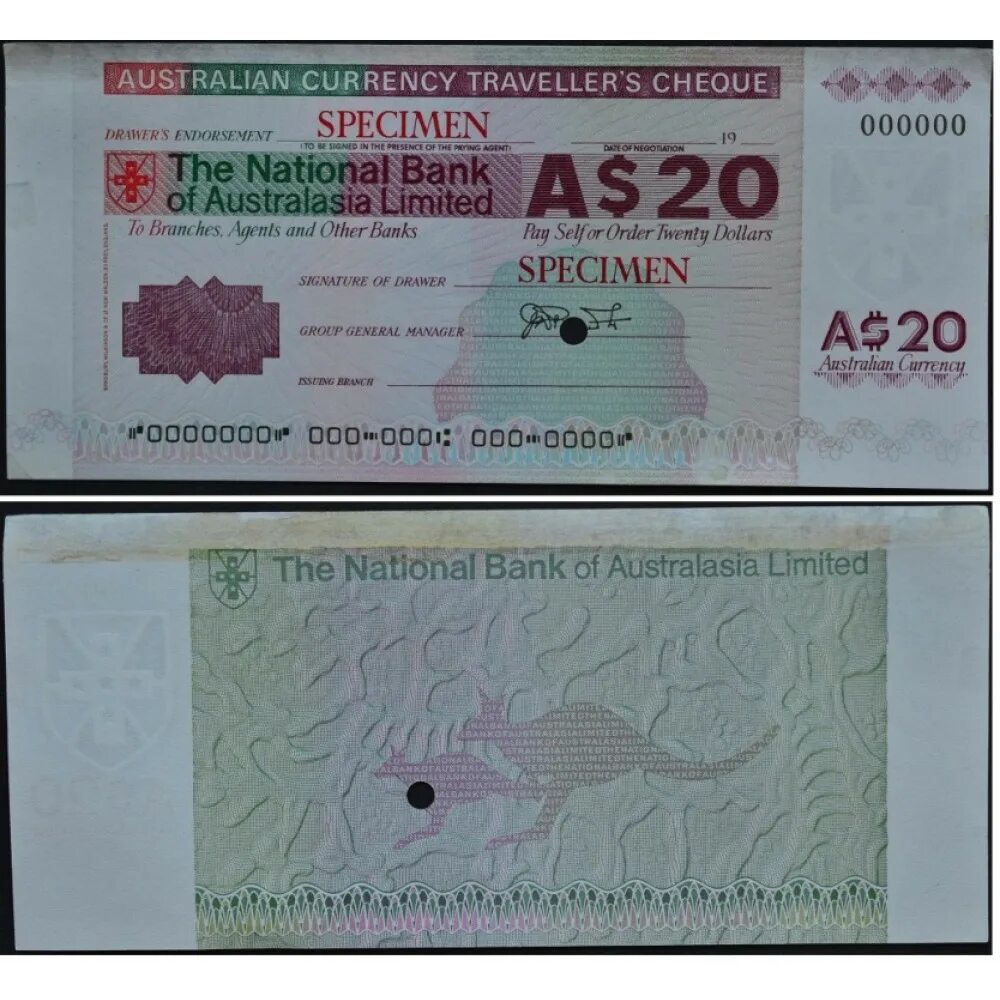 AUSTRALIAN CURRENCY TRAVELLER'S CHEQUE
000000
SPECIMEN
DRAWER'S ENDORSEMENT 19
(TO BE SIGNED IN THE PRESENCE OF THE PAYING AGENT) DATE OF NEGOTIATION
The National Bank
of Australasia Limited
A$20
To Branches, Agents and Other Banks
Pay Self or Order Twenty Dollars
SPECIMEN
SIGNATURE OF DRAWER
GROUP GENERAL MANAGER
A$20
Australian Currency
ISSUING BRANCH
⑈0000000⑈ 000⑉000⑆ 000⑉0000⑈
The National Bank of Australasia Limited